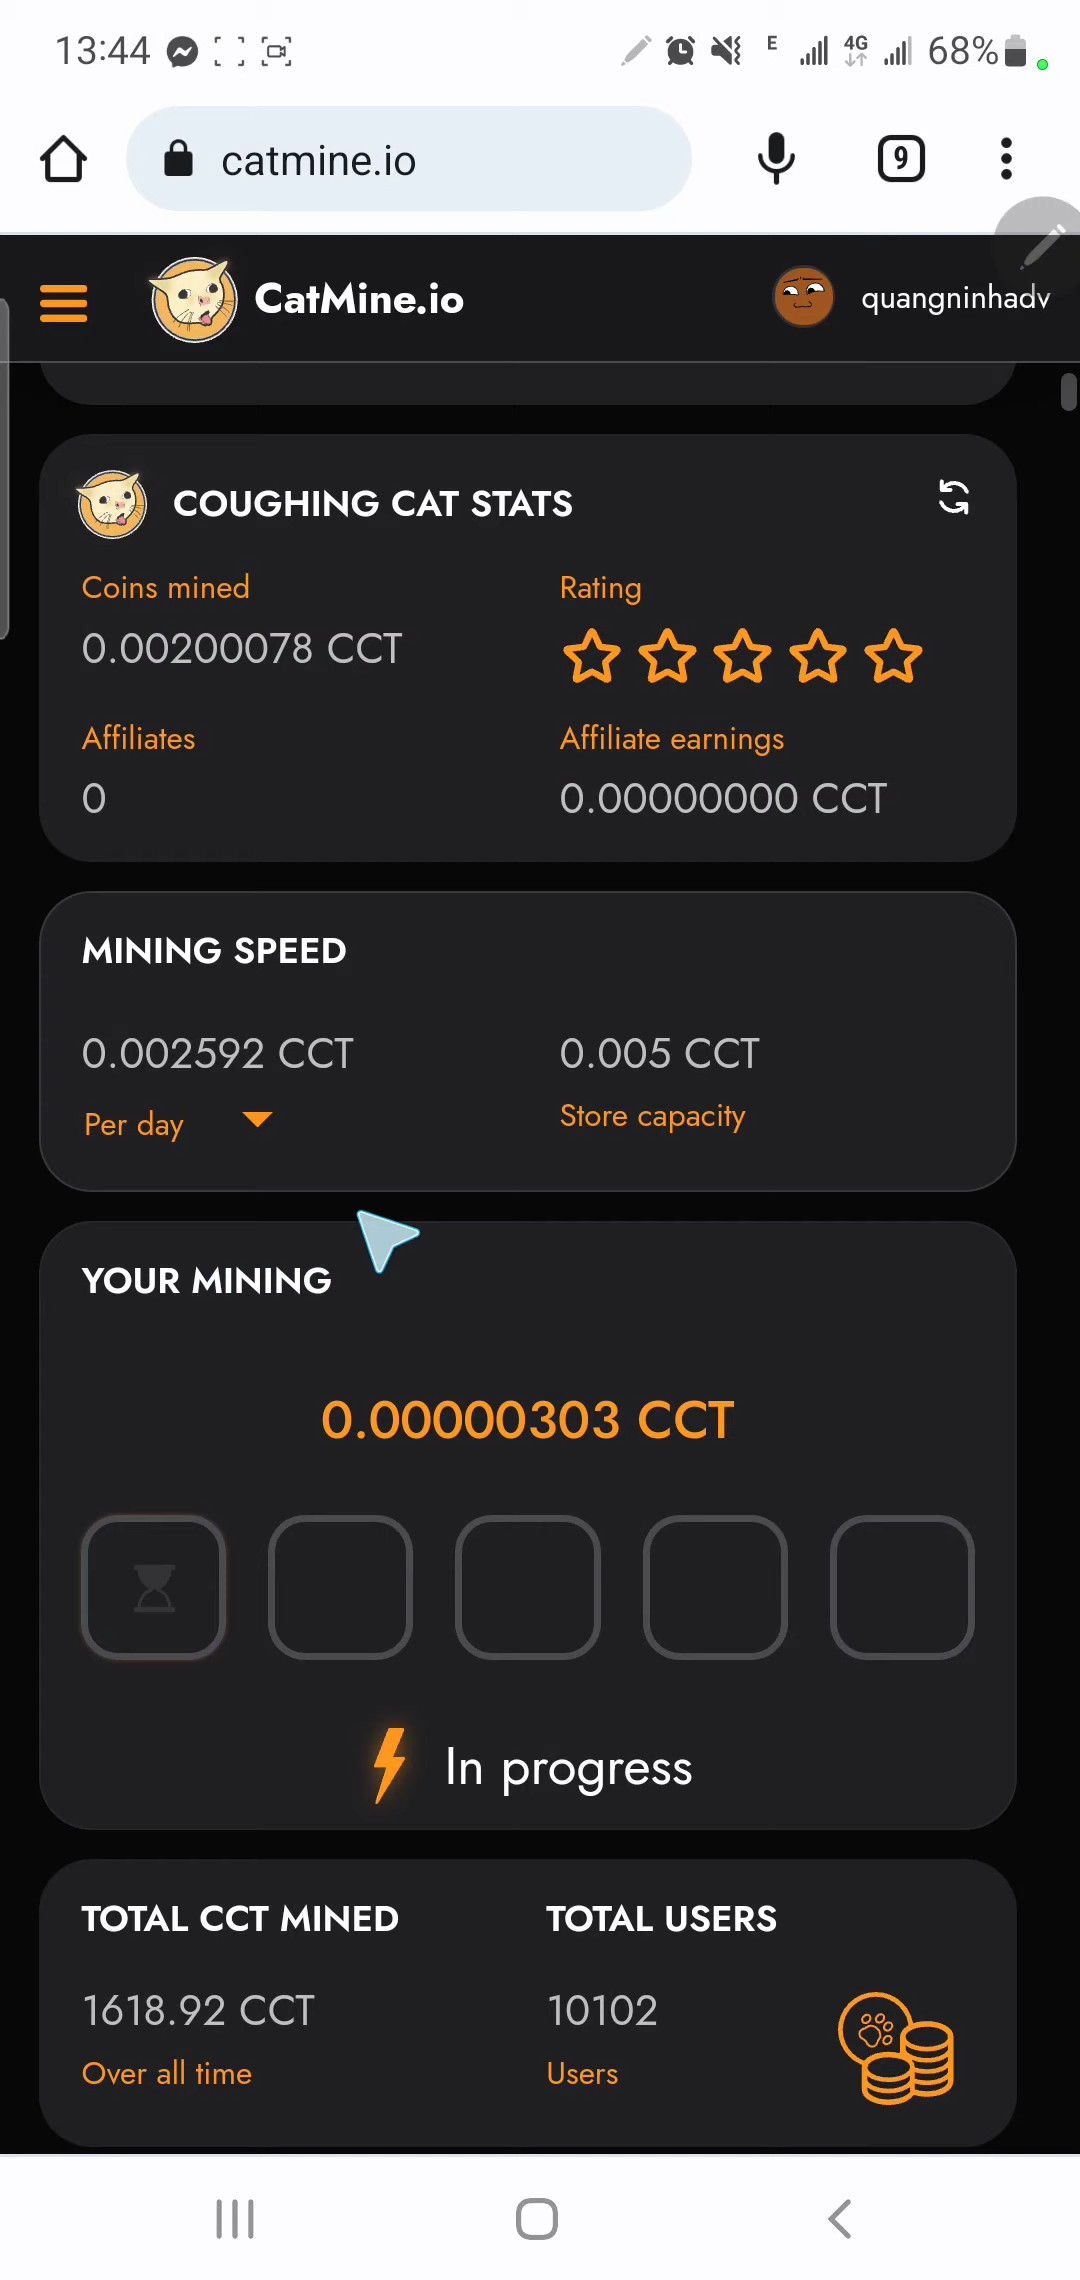 13:44
E
4G
68%
catmine.io
9
CatMine.io
quangninhadv
COUGHING CAT STATS
Coins mined
Rating
0.00200078 CCT
Affiliates
Affiliate earnings
0
0.00000000 CCT
MINING SPEED
0.002592 CCT
0.005 CCT
Per day
Store capacity
YOUR MINING
0.00000303 CCT
In progress
TOTAL CCT MINED
TOTAL USERS
1618.92 CCT
10102
Over all time
Users